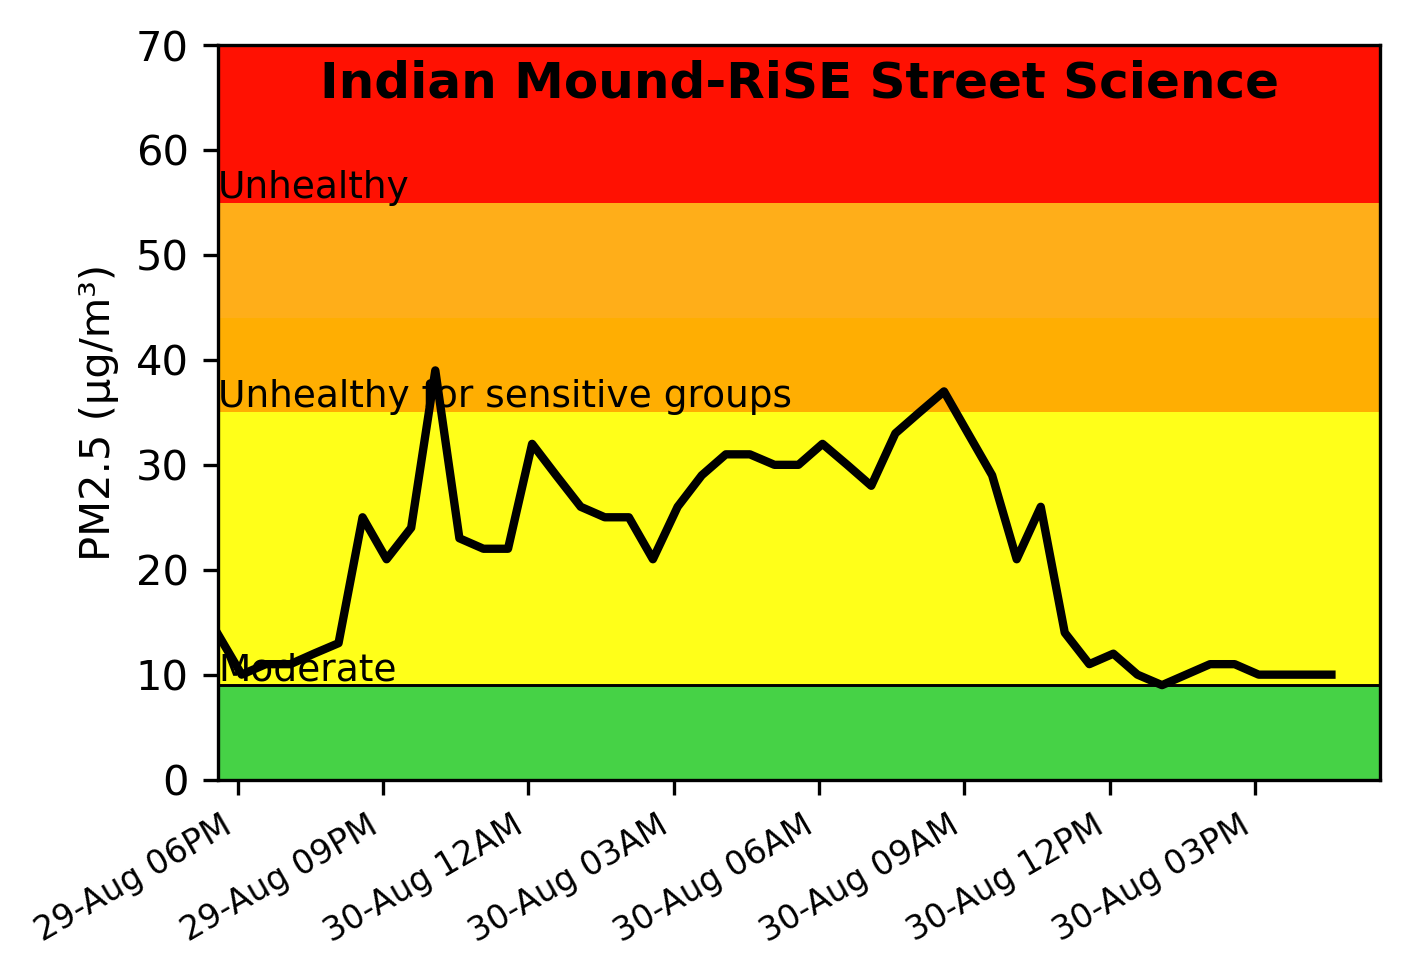 Indian Mound-RiSE Street Science
70
60
50
40
30
20
10
0
PM2.5 (µg/m³)
Unhealthy
Unhealthy for sensitive groups
Moderate
29-Aug 06PM
29-Aug 09PM
30-Aug 12AM
30-Aug 03AM
30-Aug 06AM
30-Aug 09AM
30-Aug 12PM
30-Aug 03PM